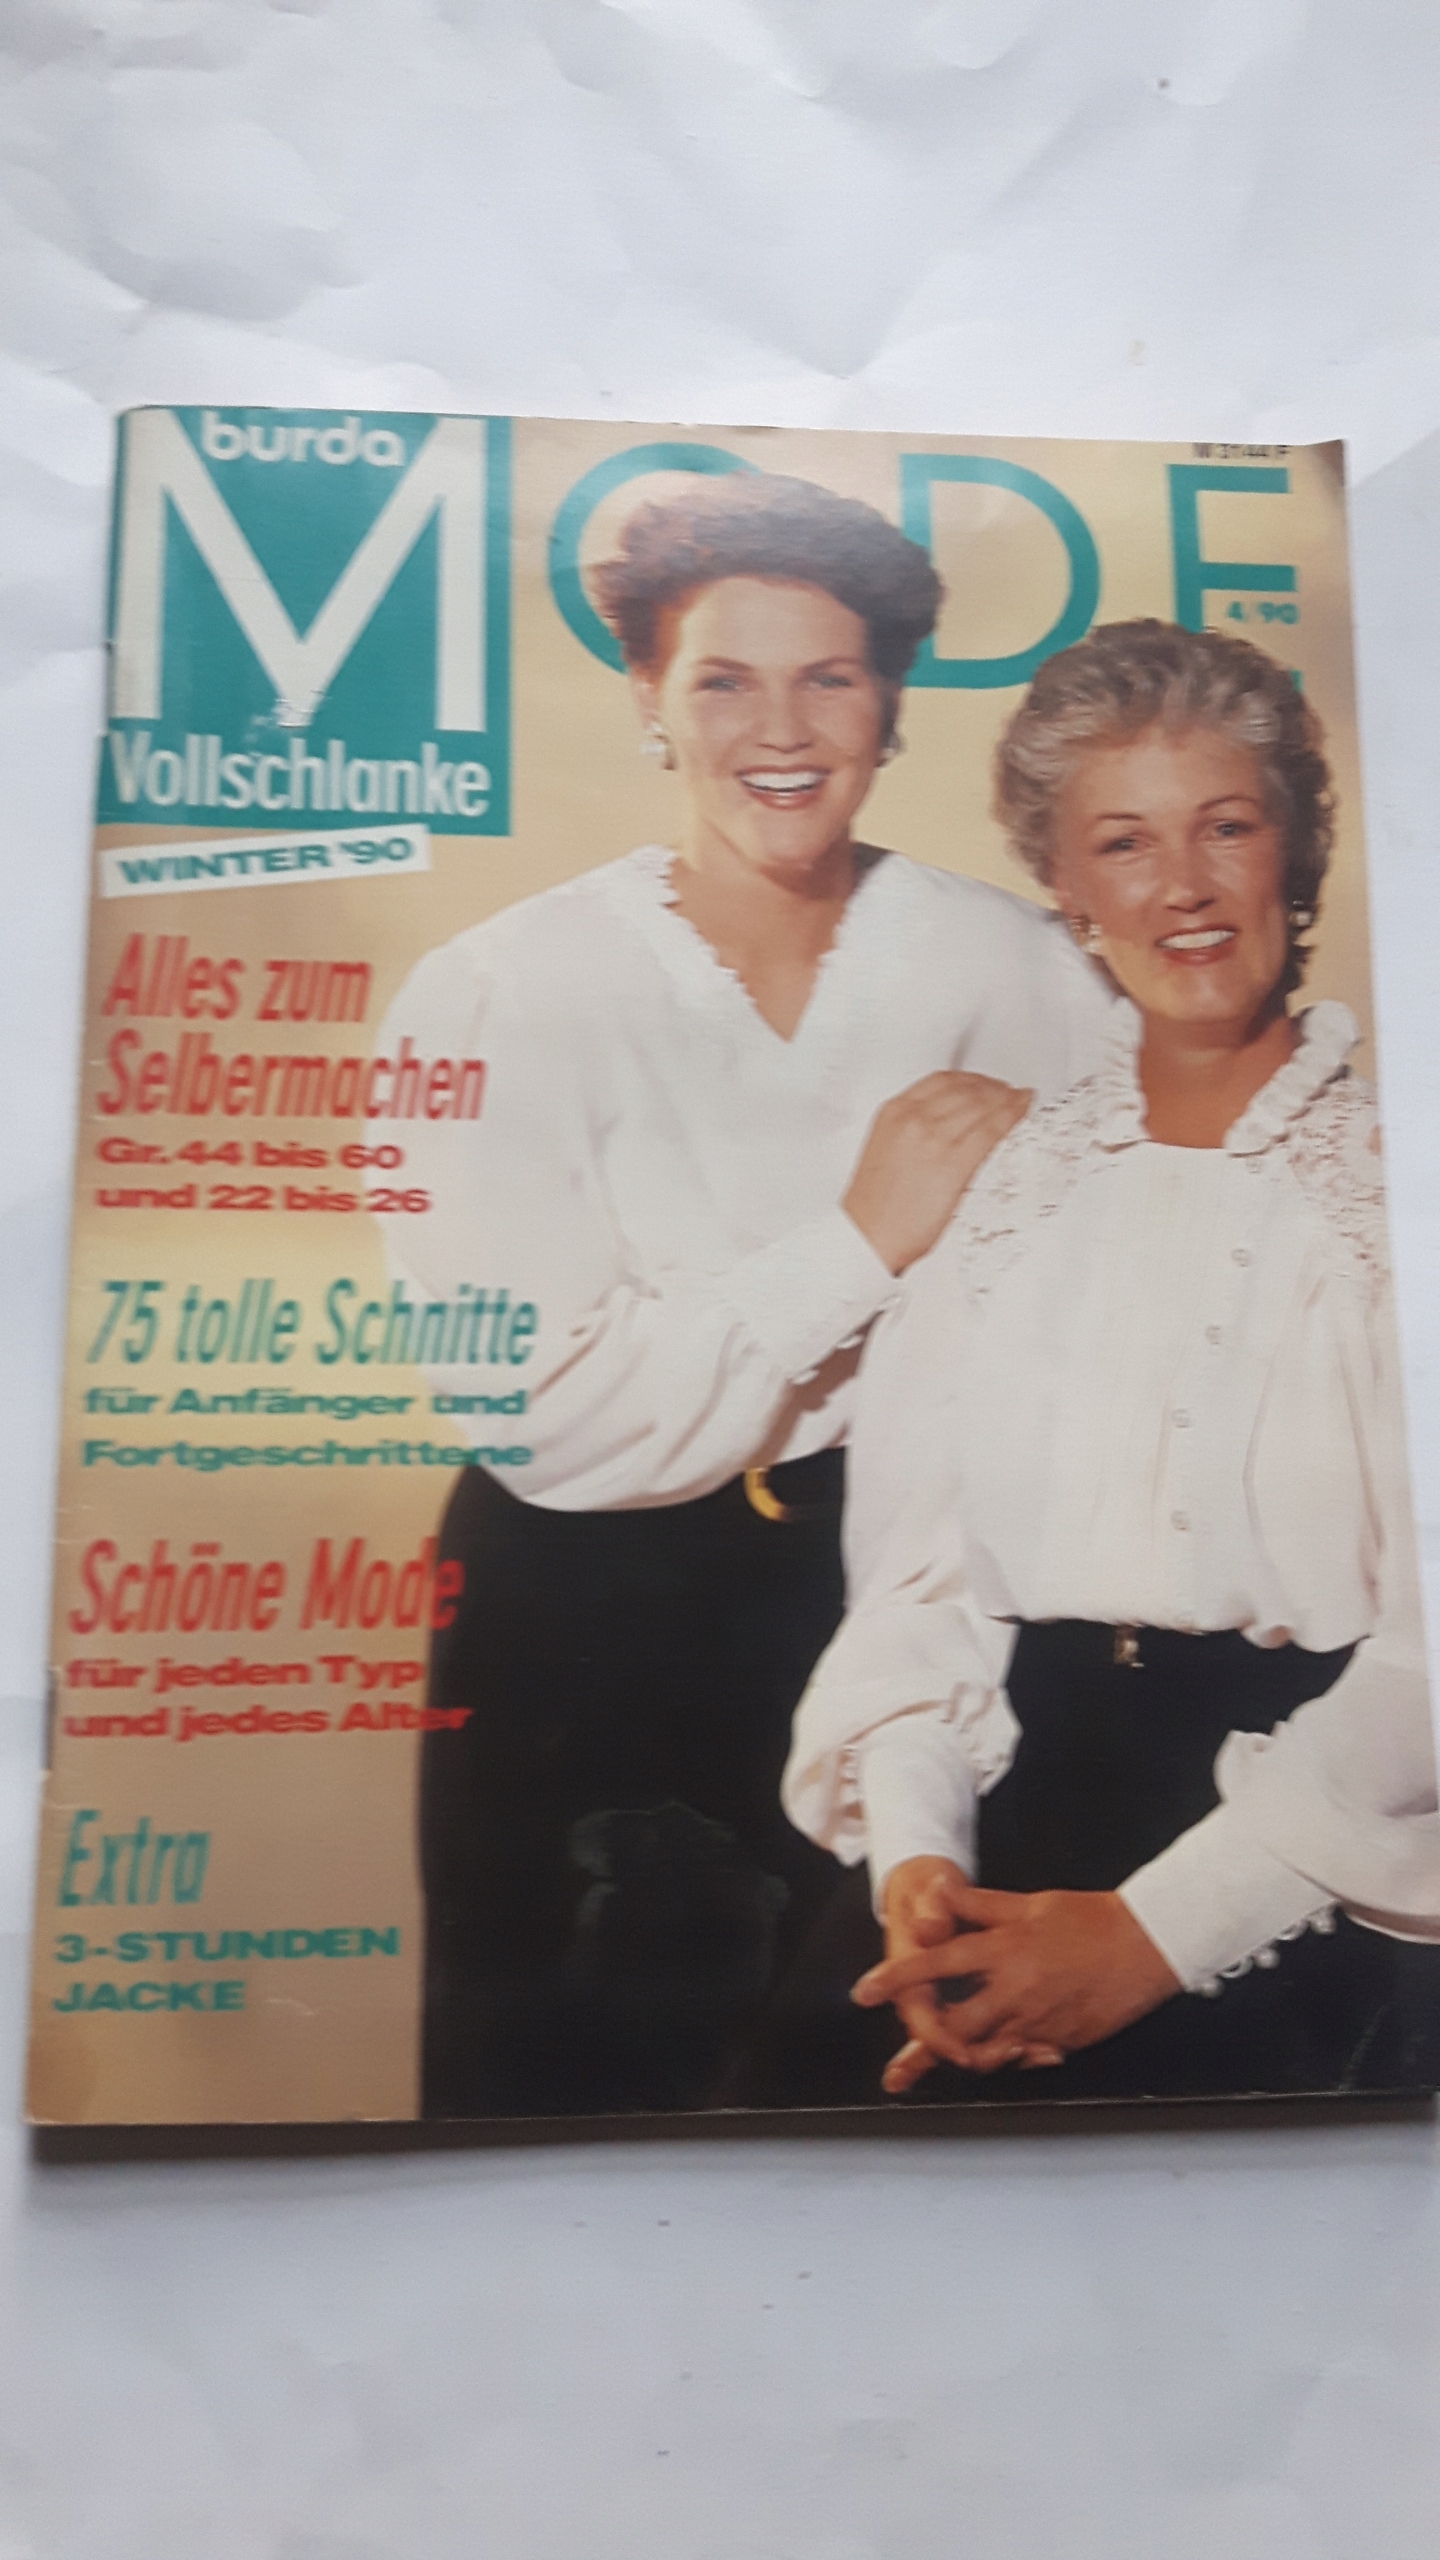 burda
MODE
W 3144 F
4/90
Vollschlanke
WINTER '90
Alles zum
Selbermachen
Gr. 44 bis 60
und 22 bis 26
75 tolle Schnitte
für Anfänger und
Fortgeschrittene
Schöne Mode
für jeden Typ
und jedes Alter
Extra
3-STUNDEN
JACKE